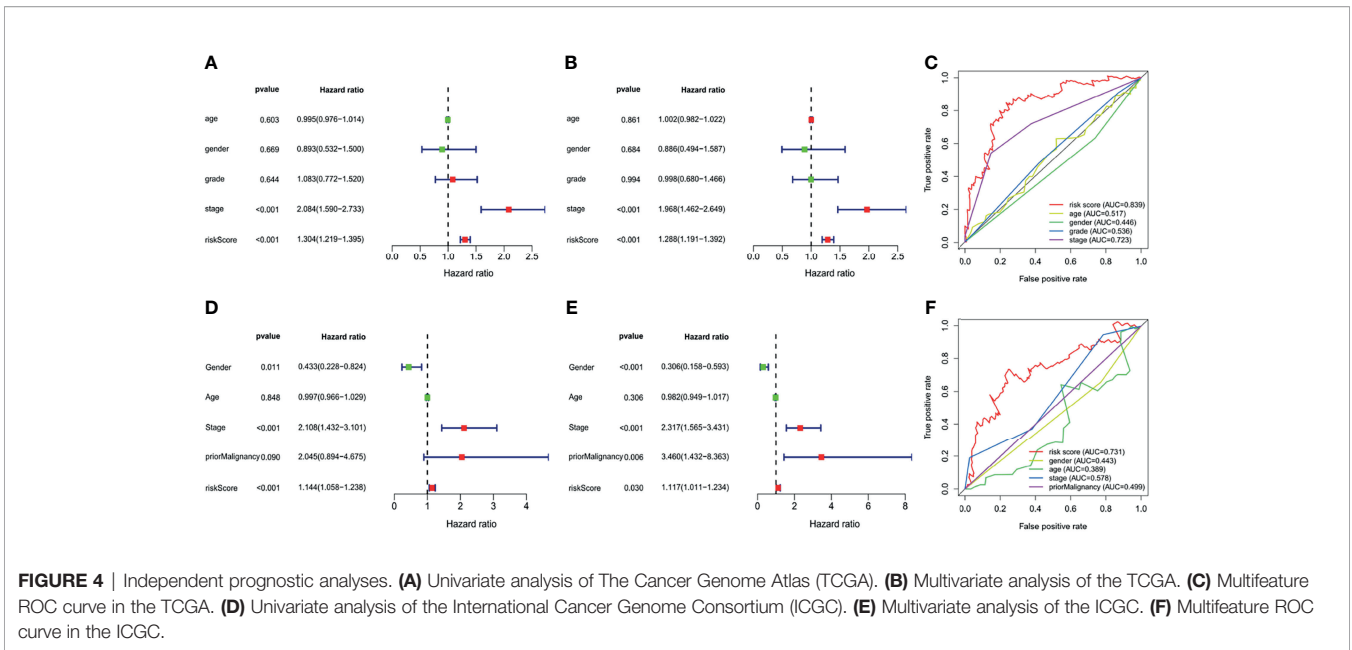 A
pvalue Hazard ratio
age 0.603 0.995(0.976−1.014)
gender 0.669 0.893(0.532−1.500)
grade 0.644 1.083(0.772−1.520)
stage <0.001 2.084(1.590−2.733)
riskScore <0.001 1.304(1.219−1.395)
0.0 0.5 1.0 1.5 2.0 2.5
Hazard ratio
B
pvalue Hazard ratio
age 0.861 1.002(0.982−1.022)
gender 0.684 0.886(0.494−1.587)
grade 0.994 0.998(0.680−1.466)
stage <0.001 1.968(1.462−2.649)
riskScore <0.001 1.288(1.191−1.392)
0.0 0.5 1.0 1.5 2.0 2.5
Hazard ratio
C
True positive rate
0.0 0.2 0.4 0.6 0.8 1.0
risk score (AUC=0.839)
age (AUC=0.517)
gender (AUC=0.446)
grade (AUC=0.536)
stage (AUC=0.723)
0.0 0.2 0.4 0.6 0.8 1.0
False positive rate
D
pvalue Hazard ratio
Gender 0.011 0.433(0.228−0.824)
Age 0.848 0.997(0.966−1.029)
Stage <0.001 2.108(1.432−3.101)
priorMalignancy 0.090 2.045(0.894−4.675)
riskScore <0.001 1.144(1.058−1.238)
0 1 2 3 4
Hazard ratio
E
pvalue Hazard ratio
Gender <0.001 0.306(0.158−0.593)
Age 0.306 0.982(0.949−1.017)
Stage <0.001 2.317(1.565−3.431)
priorMalignancy 0.006 3.460(1.432−8.363)
riskScore 0.030 1.117(1.011−1.234)
0 2 4 6 8
Hazard ratio
F
True positive rate
0.0 0.2 0.4 0.6 0.8 1.0
risk score (AUC=0.731)
gender (AUC=0.443)
age (AUC=0.389)
stage (AUC=0.578)
priorMalignancy (AUC=0.499)
0.0 0.2 0.4 0.6 0.8 1.0
False positive rate
FIGURE 4 | Independent prognostic analyses. (A) Univariate analysis of The Cancer Genome Atlas (TCGA). (B) Multivariate analysis of the TCGA. (C) Multifeature
ROC curve in the TCGA. (D) Univariate analysis of the International Cancer Genome Consortium (ICGC). (E) Multivariate analysis of the ICGC. (F) Multifeature ROC
curve in the ICGC.